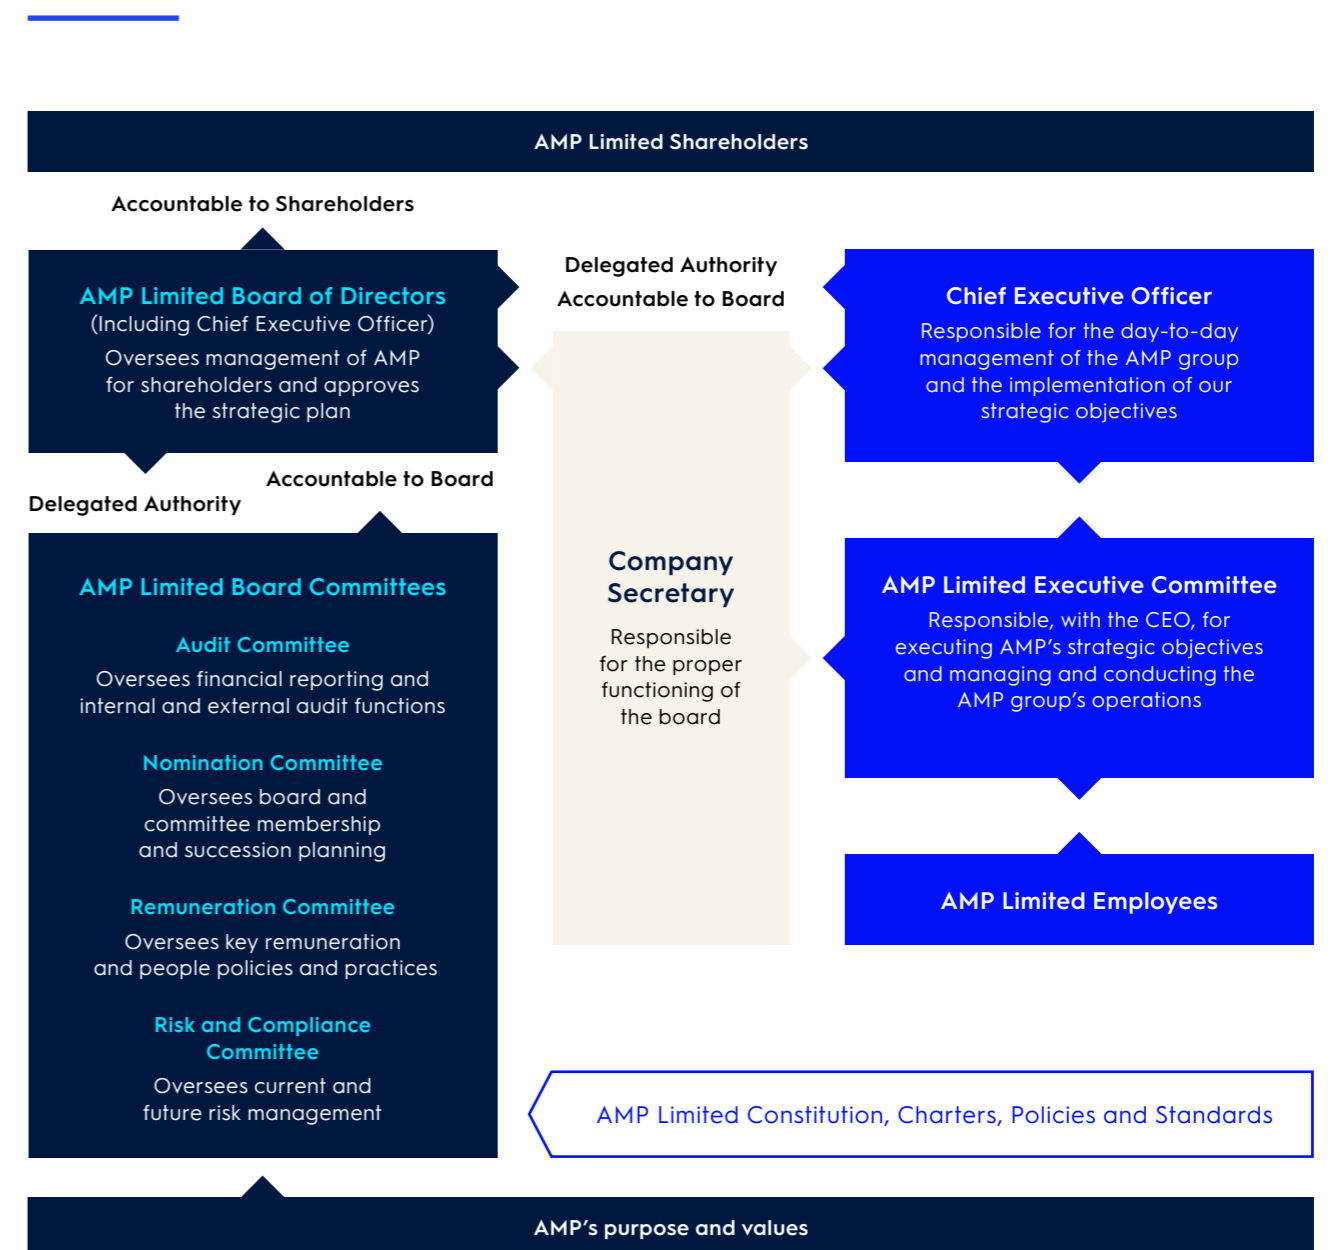 AMP Limited Shareholders
Accountable to Shareholders
AMP Limited Board of Directors
(Including Chief Executive Officer)
Oversees management of AMP
for shareholders and approves
the strategic plan
Delegated Authority
Accountable to Board
Chief Executive Officer
Responsible for the day-to-day
management of the AMP group
and the implementation of our
strategic objectives
Accountable to Board
Delegated Authority
AMP Limited Board Committees
Audit Committee
Oversees financial reporting and
internal and external audit functions
Nomination Committee
Oversees board and
committee membership
and succession planning
Remuneration Committee
Oversees key remuneration
and people policies and practices
Risk and Compliance
Committee
Oversees current and
future risk management
Company
Secretary
Responsible
for the proper
functioning of
the board
AMP Limited Executive Committee
Responsible, with the CEO, for
executing AMP's strategic objectives
and managing and conducting the
AMP group's operations
AMP Limited Employees
AMP Limited Constitution, Charters, Policies and Standards
AMP's purpose and values